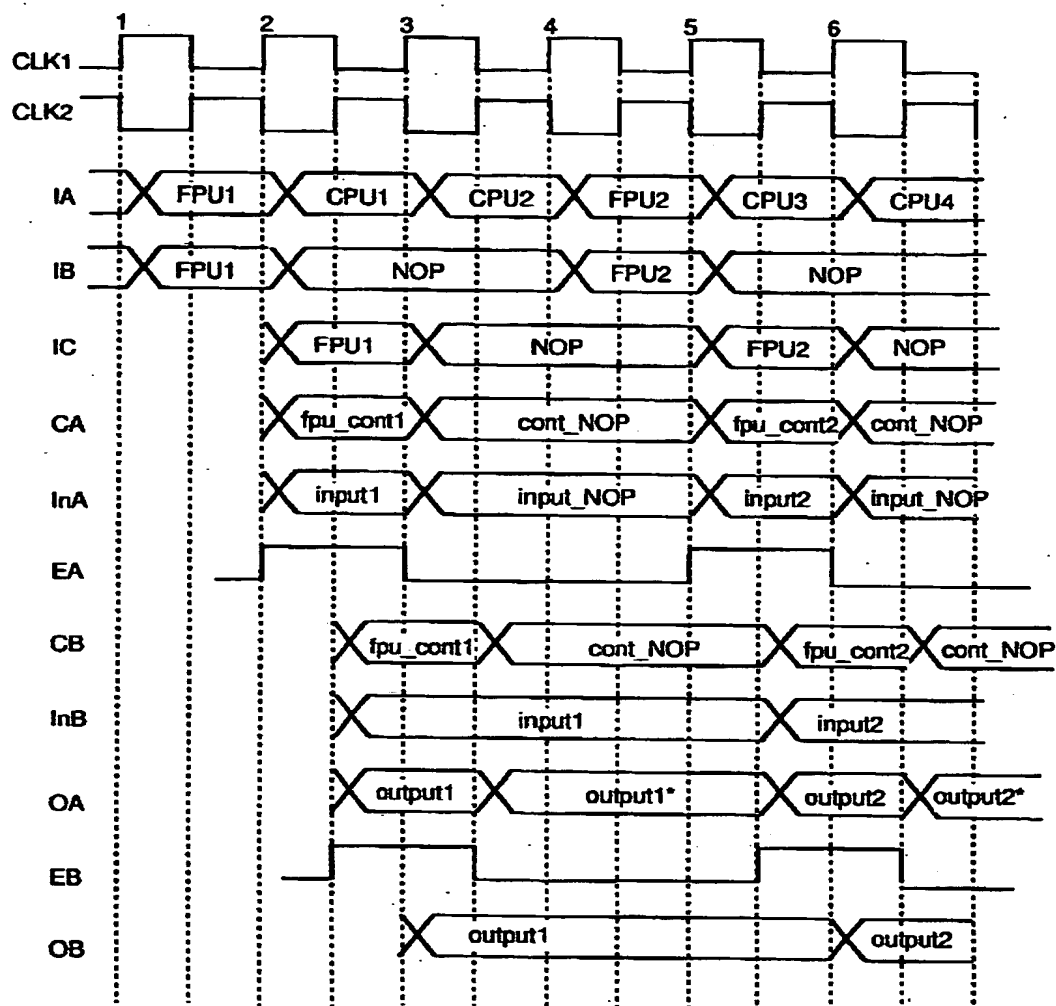 1 2 3 4 5 6
CLK1
CLK2
IA FPU1 CPU1 CPU2 FPU2 CPU3 CPU4
IB FPU1 NOP FPU2 NOP
IC FPU1 NOP FPU2 NOP
CA fpu_cont1 cont_NOP fpu_cont2 cont_NOP
InA input1 input_NOP input2 input_NOP
EA
CB fpu_cont1 cont_NOP fpu_cont2 cont_NOP
InB input1 input2
OA output1 output1* output2 output2*
EB
OB output1 output2